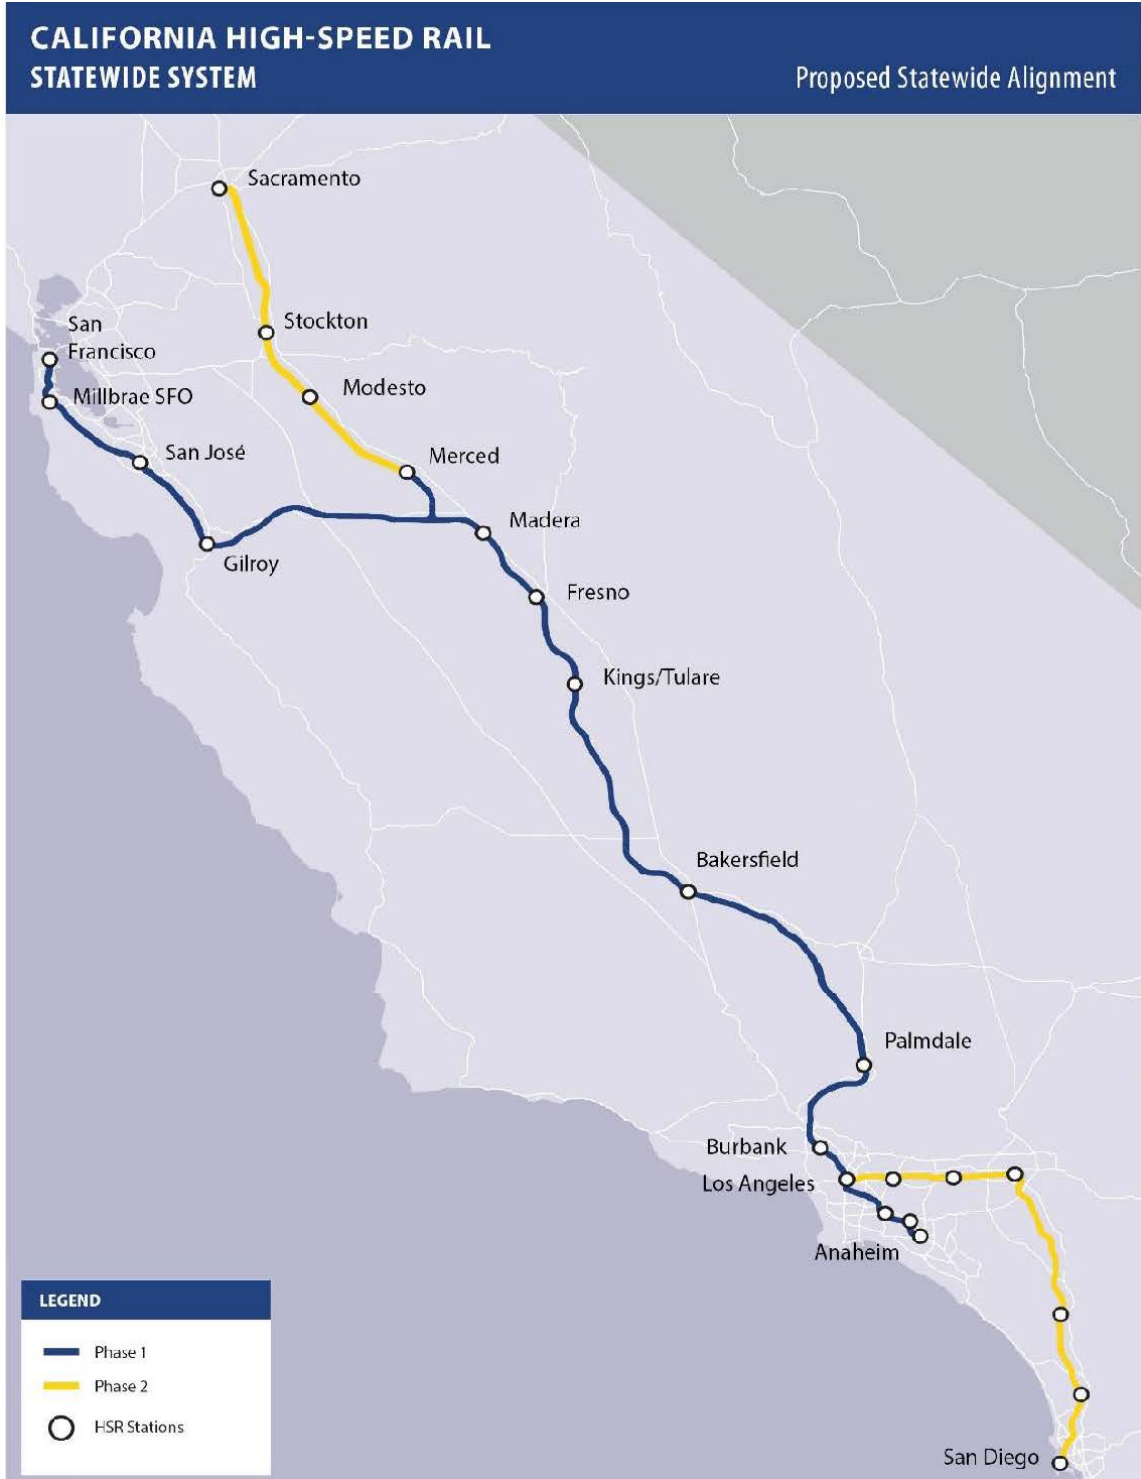 CALIFORNIA HIGH-SPEED RAIL
STATEWIDE SYSTEM
Proposed Statewide Alignment
Sacramento
Stockton
San
Francisco
Modesto
Millbrae SFO
San José
Merced
Madera
Gilroy
Fresno
Kings/Tulare
Bakersfield
Palmdale
Burbank
Los Angeles
Anaheim
LEGEND
Phase 1
Phase 2
HSR Stations
San Diego